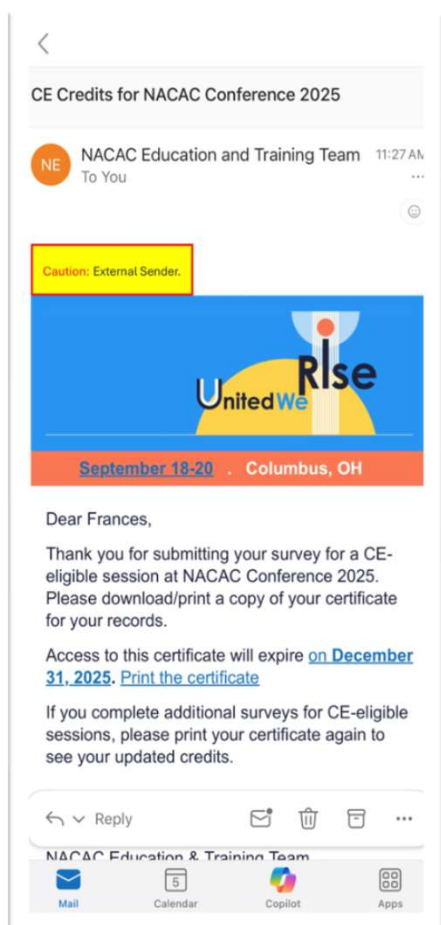 CE Credits for NACAC Conference 2025
NE
NACAC Education and Training Team 11:27 AM
To You
Caution: External Sender.
United We Rise
September 18-20 . Columbus, OH
Dear Frances,
Thank you for submitting your survey for a CE-
eligible session at NACAC Conference 2025.
Please download/print a copy of your certificate
for your records.
Access to this certificate will expire on December
31, 2025. Print the certificate
If you complete additional surveys for CE-eligible
sessions, please print your certificate again to
see your updated credits.
Reply
NACAC Education & Training Team
5
Mail Calendar Copilot Apps